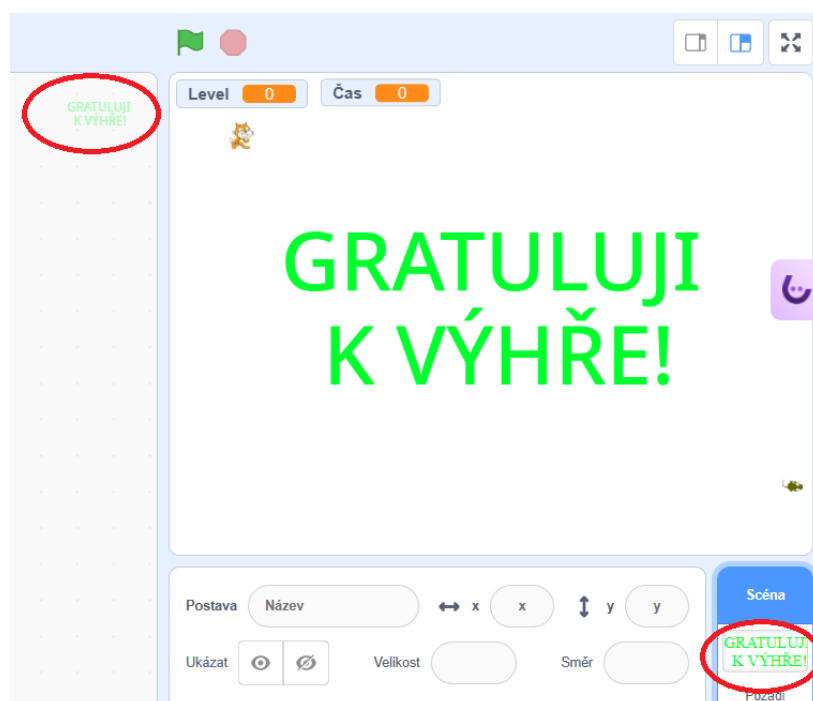 GRATULUJI
K VÝHŘE!
Level 0
Čas 0
GRATULUJI
K VÝHŘE!
Postava Název x x y y
Ukázat Velikost Směr
Scéna
GRATULUJI
K VÝHŘE!
Pozadí